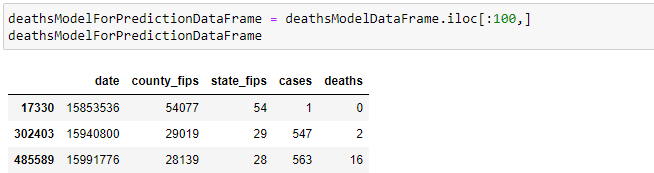 deathsModelForPredictionDataFrame = deathsModelDataFrame.iloc[:100,]
deathsModelForPredictionDataFrame
date county_fips state_fips cases deaths
17330 15853536 54077 54 1 0
302403 15940800 29019 29 547 2
485589 15991776 28139 28 563 16